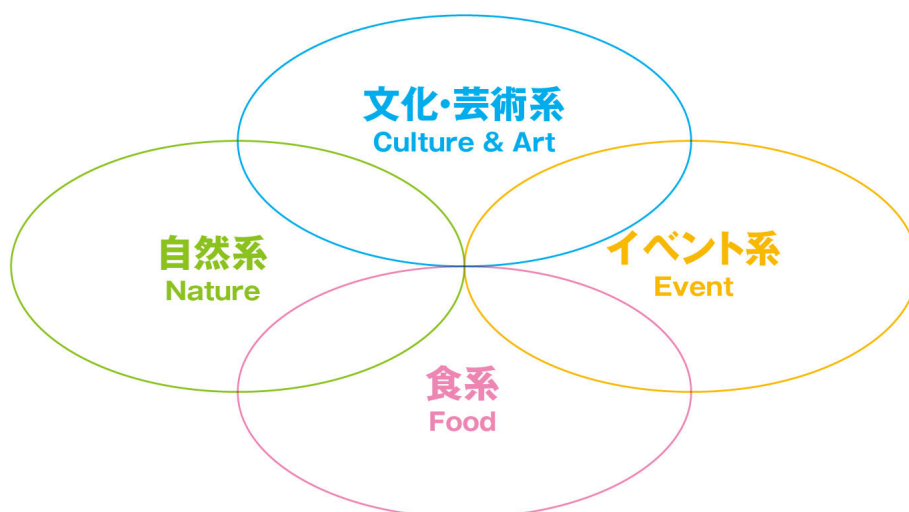 文化・芸術系
Culture & Art
自然系
Nature
イベント系
Event
食系
Food